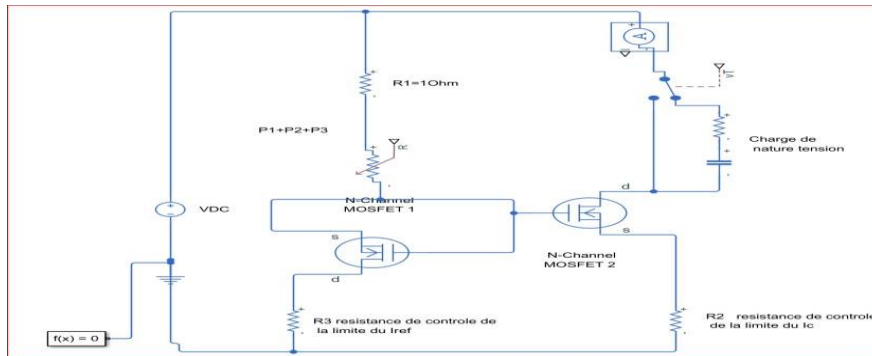 A
R1=1Ohm
VT
P1+P2+P3
R
Charge de
nature tension
VDC
N-Channel
MOSFET 1
d
s
s
N-Channel
MOSFET 2
d
R3 resistance de controle de
la limite du Iref
R2 resistance de controle
de la limite du Ic
f(x) = 0